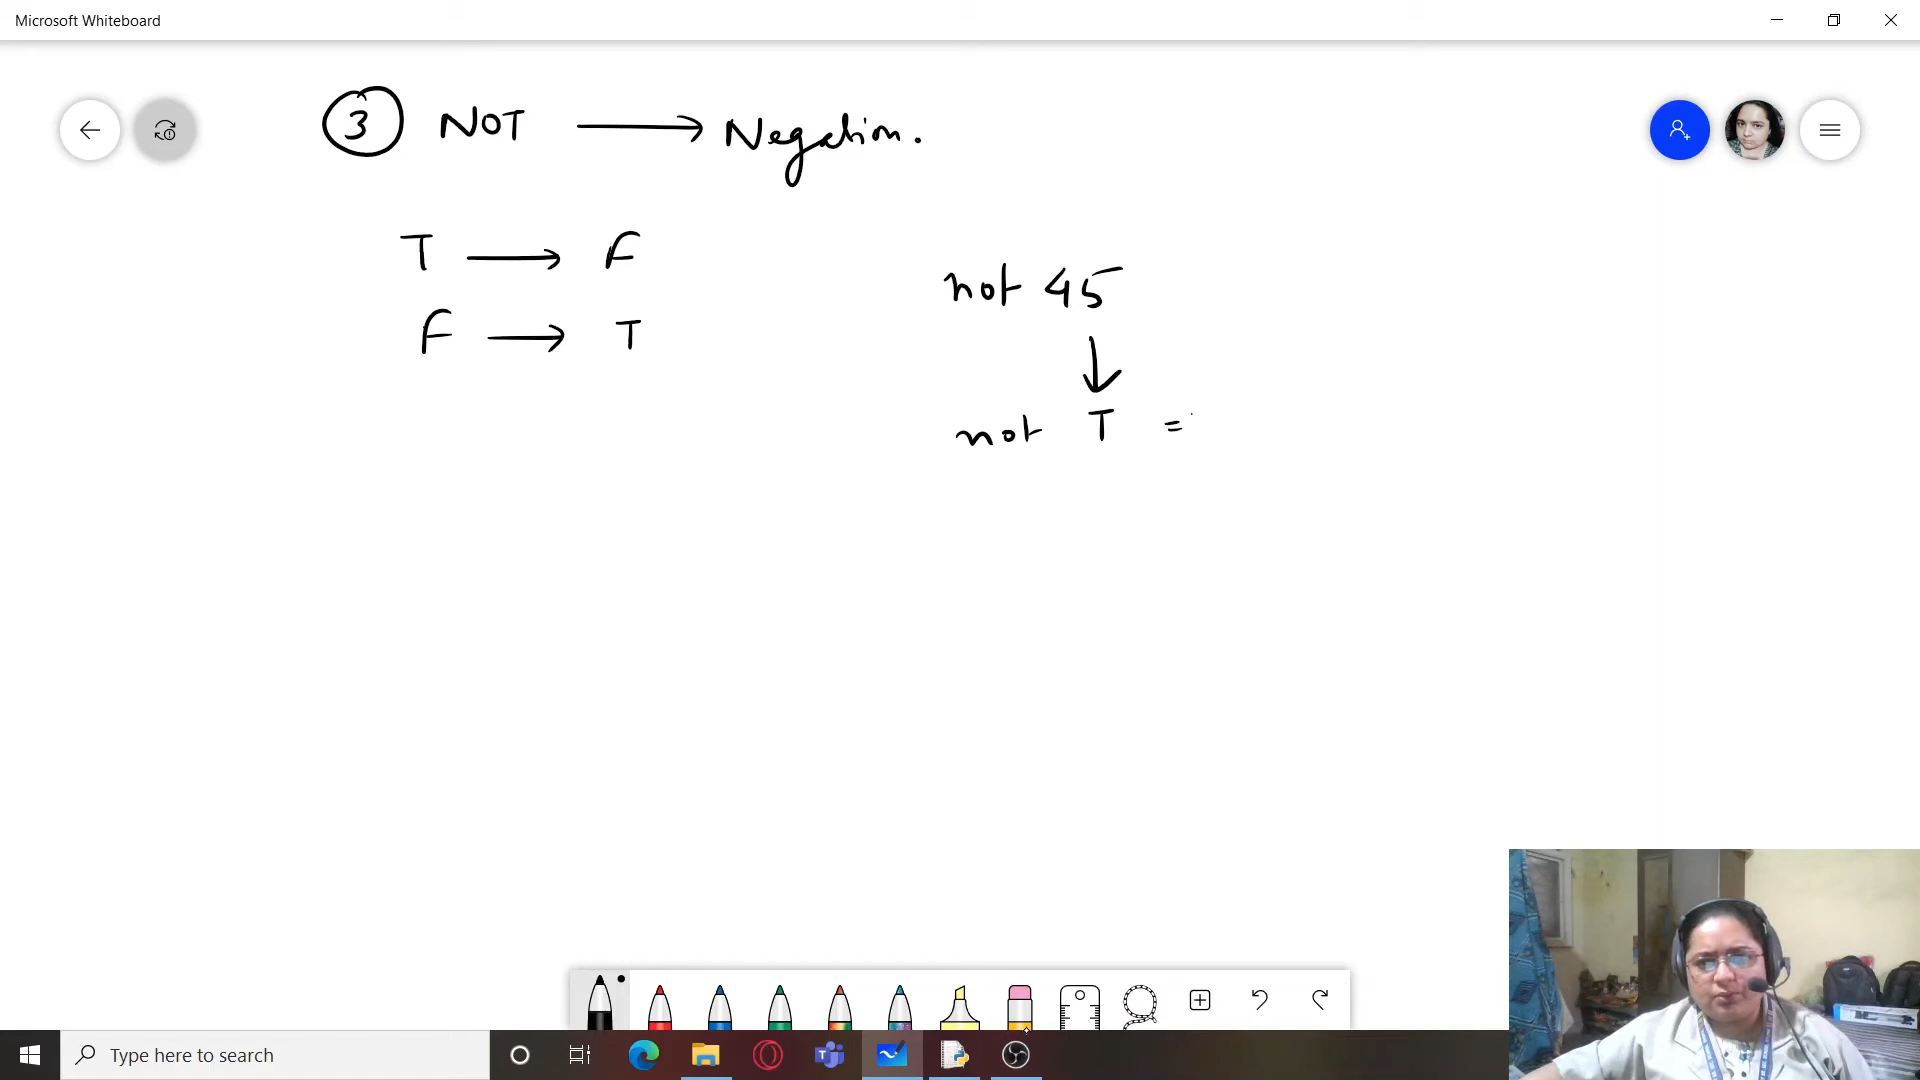 Microsoft Whiteboard
3 NOT → Negation.
T → F
F → T
not 45
↓
not T =
Type here to search